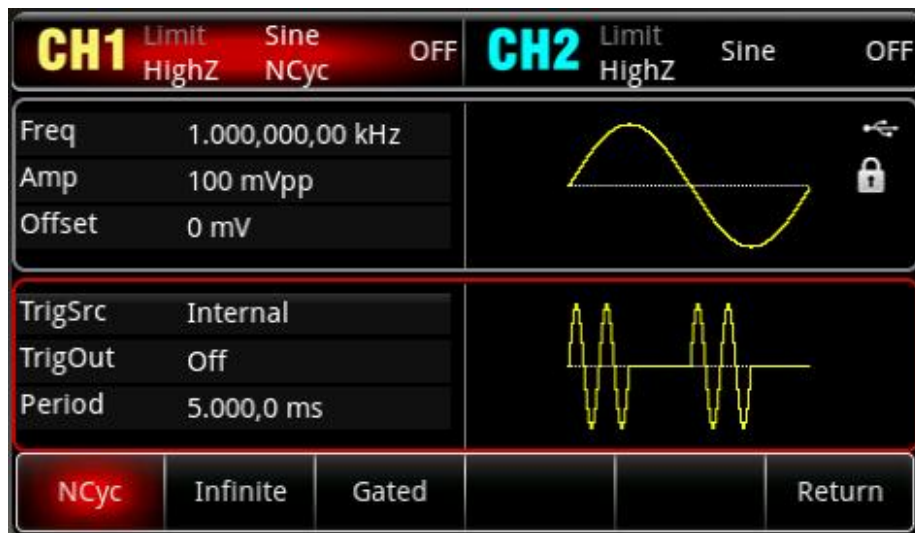 CH1 Limit Sine OFF CH2 Limit Sine OFF
HighZ NCyc HighZ
Freq 1.000,000,00 kHz
Amp 100 mVpp
Offset 0 mV
TrigSrc Internal
TrigOut Off
Period 5.000,0 ms
NCyc Infinite Gated Return